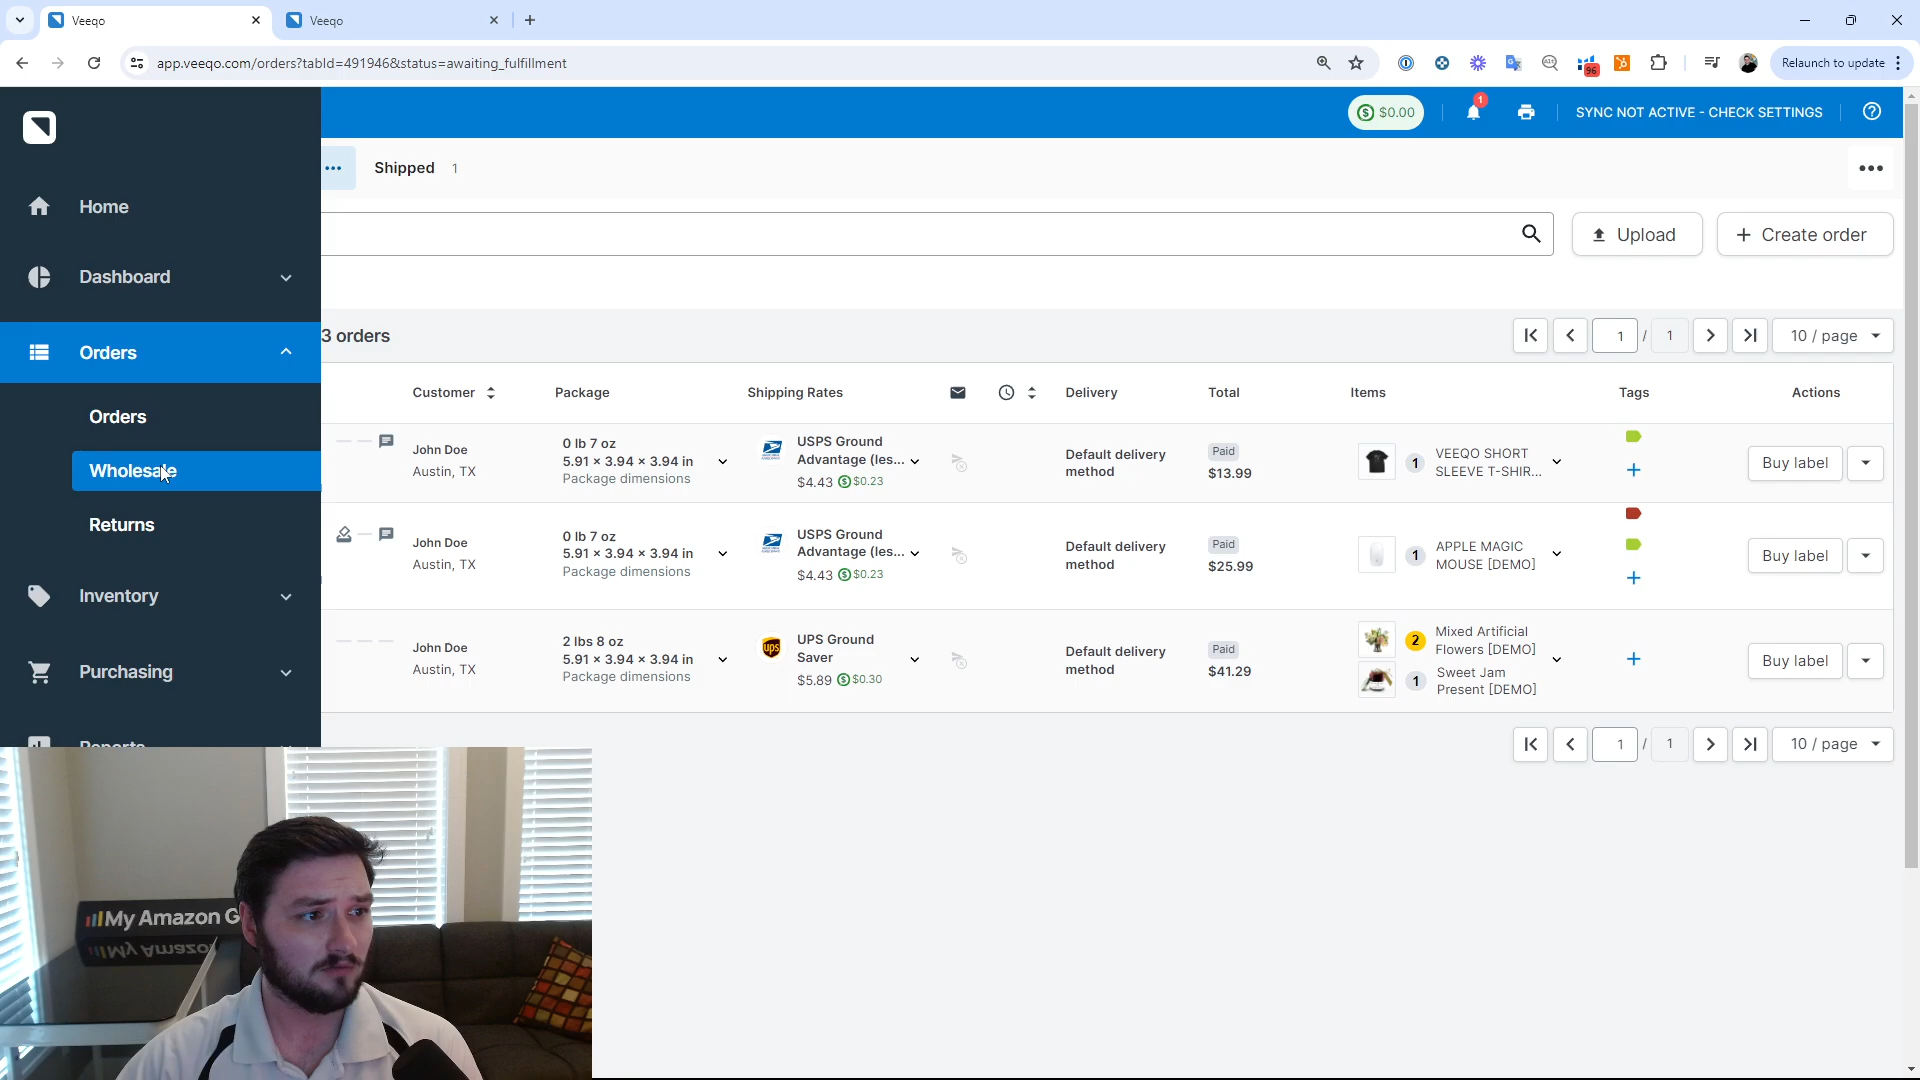 Veeqo
Veeqo
app.veeqo.com/orders?tabId=491946&status=awaiting_fulfillment
96
Relaunch to update
$0.00
1
SYNC NOT ACTIVE - CHECK SETTINGS
Home
Dashboard
Orders
Orders
Wholesale
Returns
Inventory
Purchasing
Reports
Shipped 1
Upload
+ Create order
3 orders
1 / 1
10 / page
Customer Package Shipping Rates Delivery Total Items Tags Actions
John Doe
Austin, TX
0 lb 7 oz
5.91 × 3.94 × 3.94 in
Package dimensions
USPS Ground
Advantage (les...
$4.43 $0.23
Default delivery
method
Paid
$13.99
1
VEEQO SHORT
SLEEVE T-SHIR...
+
Buy label
John Doe
Austin, TX
0 lb 7 oz
5.91 × 3.94 × 3.94 in
Package dimensions
USPS Ground
Advantage (les...
$4.43 $0.23
Default delivery
method
Paid
$25.99
1
APPLE MAGIC
MOUSE [DEMO]
+
Buy label
John Doe
Austin, TX
2 lbs 8 oz
5.91 × 3.94 × 3.94 in
Package dimensions
ups
UPS Ground
Saver
$5.89 $0.30
Default delivery
method
Paid
$41.29
2
Mixed Artificial
Flowers [DEMO]
1
Sweet Jam
Present [DEMO]
+
Buy label
1 / 1
10 / page
My Amazon G